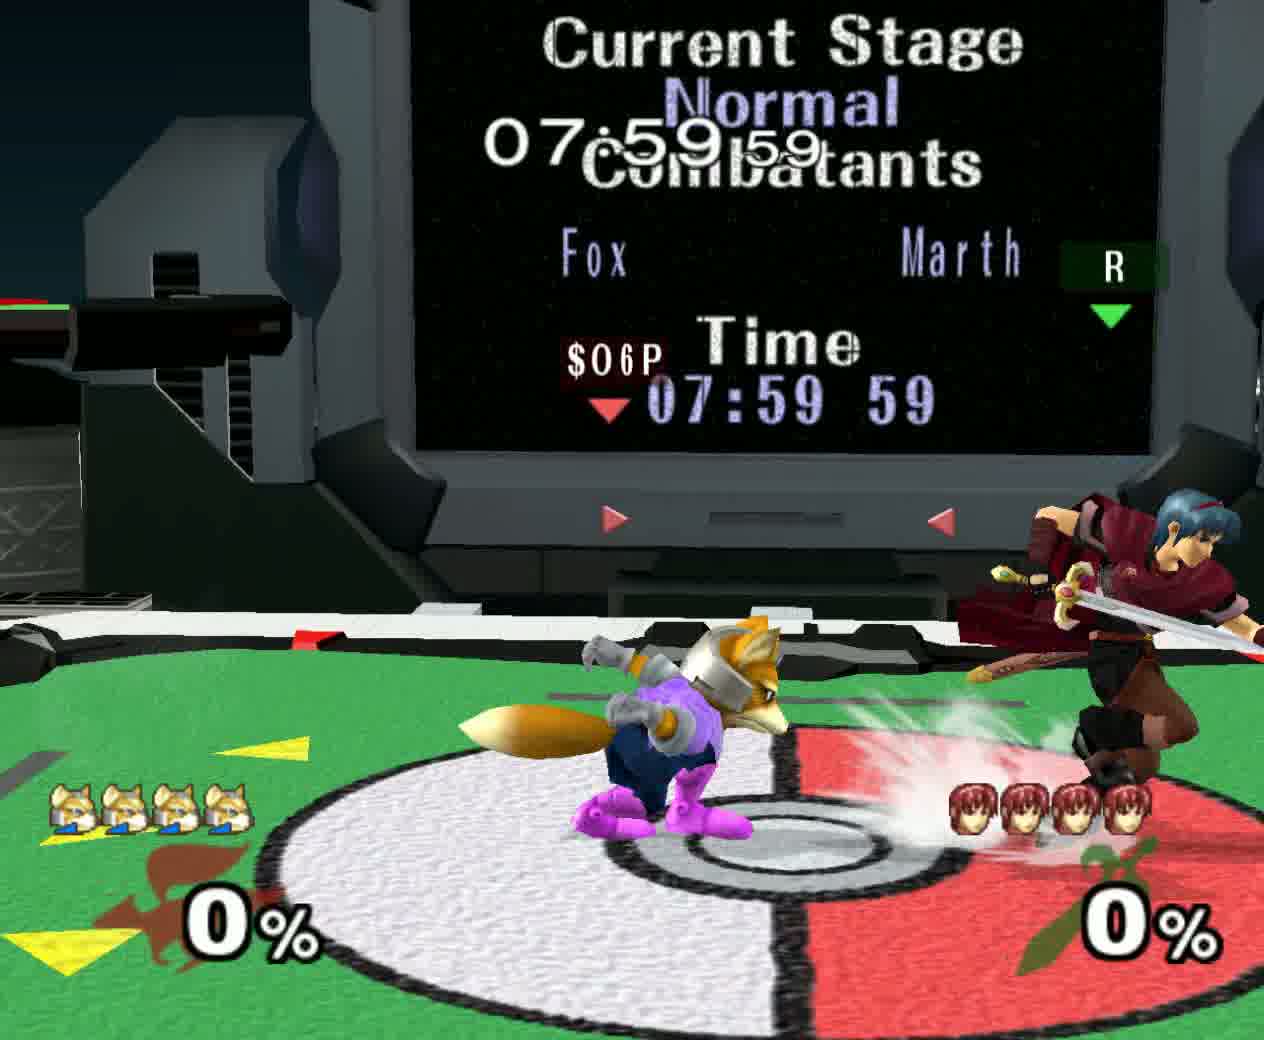 Current Stage
Normal
07:59 59
Combatants
Fox Marth
R
Time
$06P
07:59 59
0%
0%